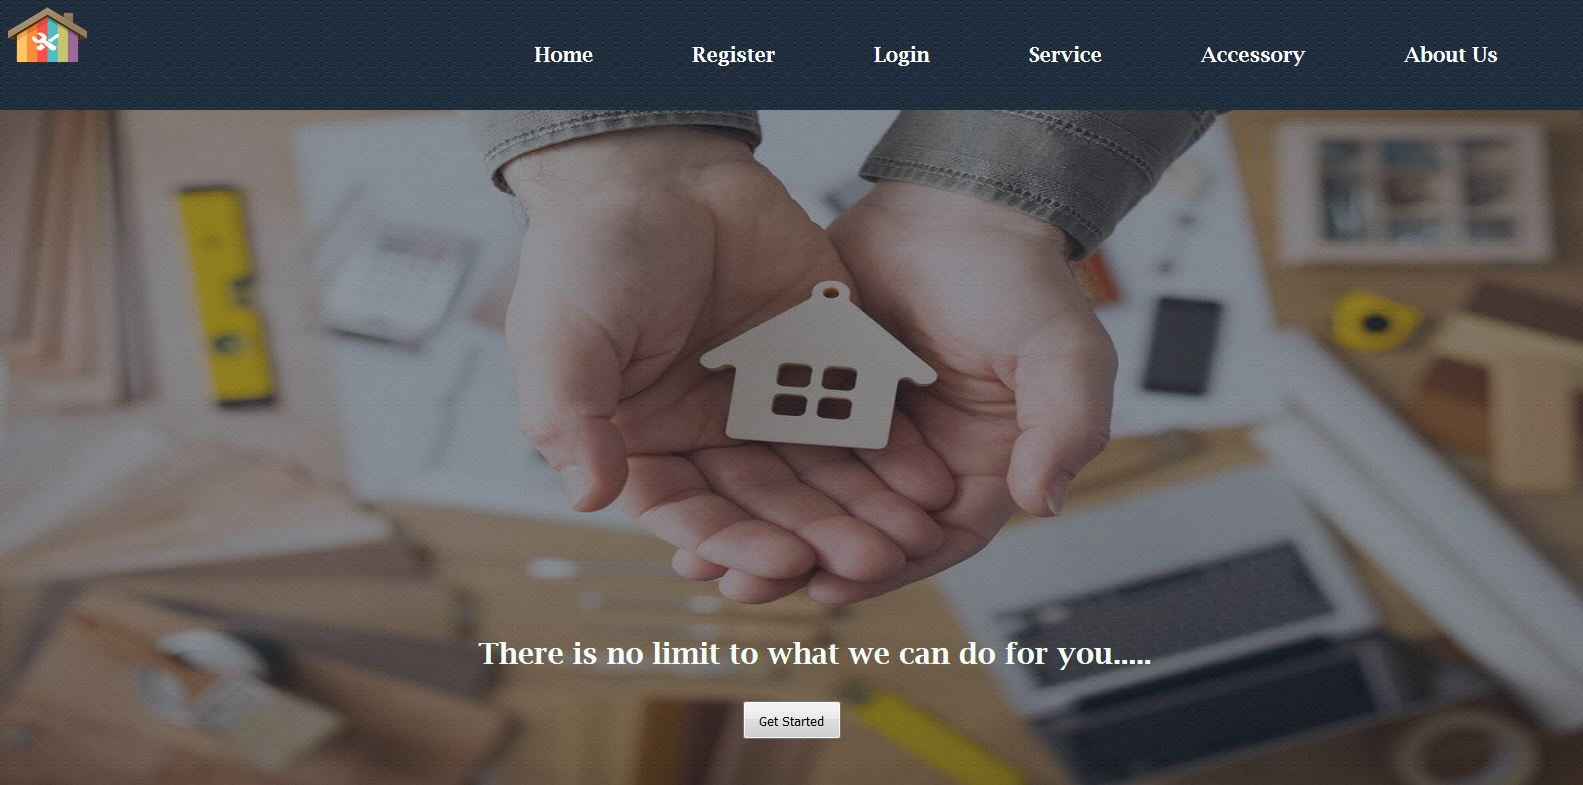 Home Register Login Service Accessory About Us
There is no limit to what we can do for you.....
Get Started